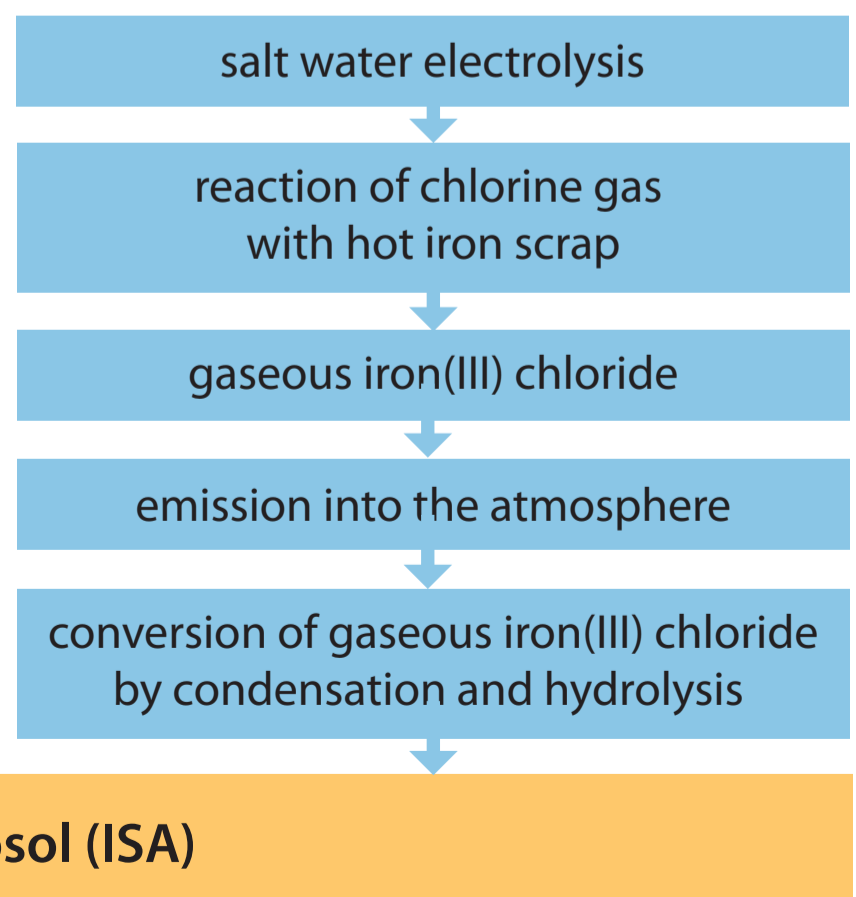 salt water electrolysis
reaction of chlorine gas
with hot iron scrap
gaseous iron(III) chloride
emission into the atmosphere
conversion of gaseous iron(III) chloride
by condensation and hydrolysis
osol (ISA)